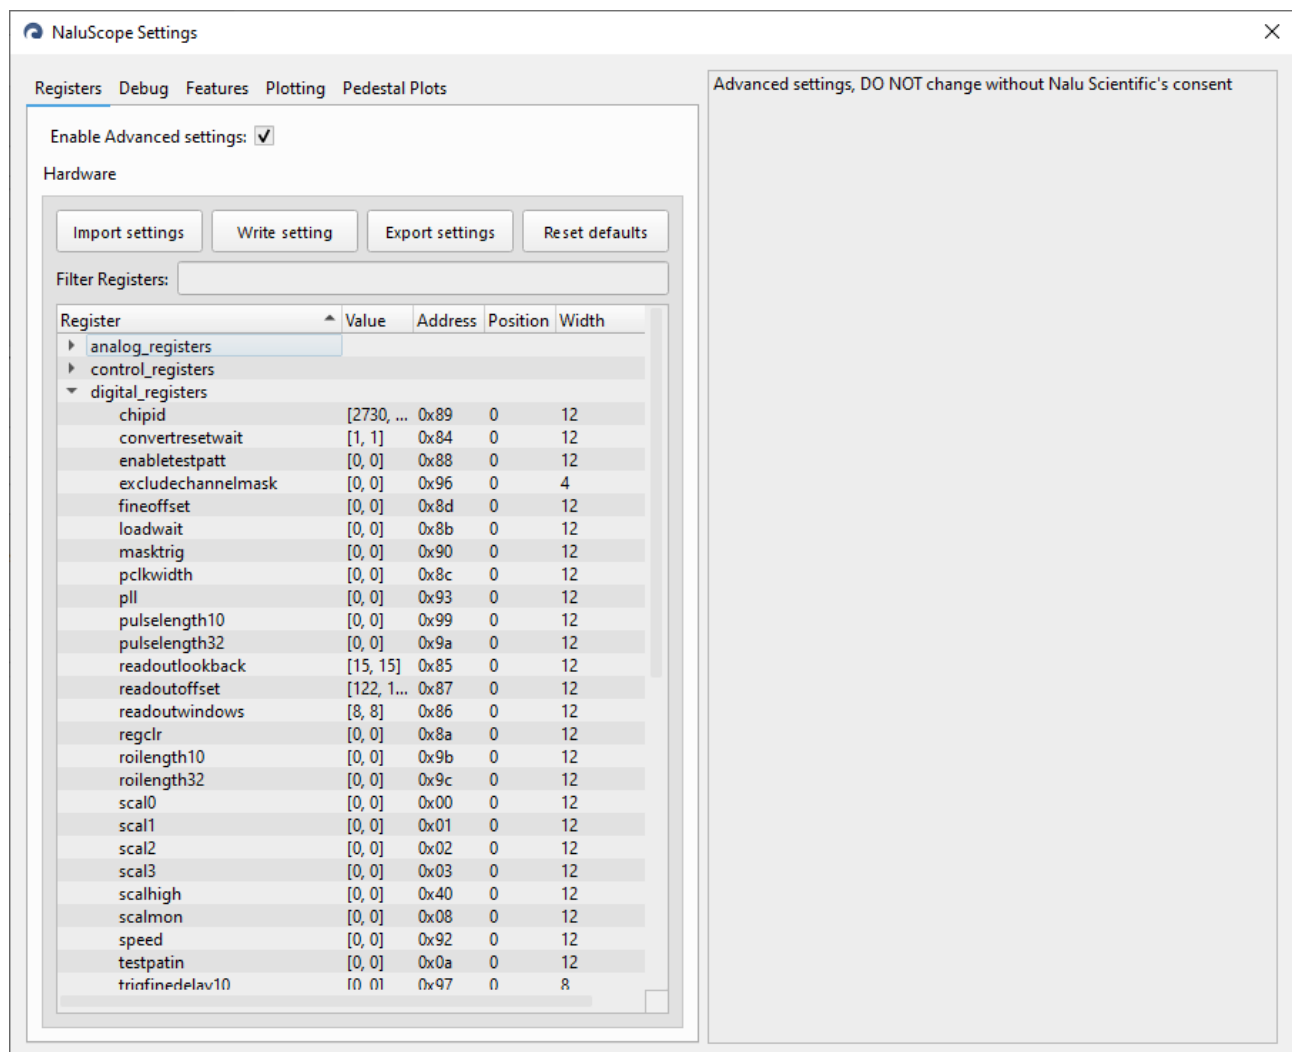 NaluScope Settings
Registers Debug Features Plotting Pedestal Plots
Advanced settings, DO NOT change without Nalu Scientific's consent
Enable Advanced settings:
Hardware
Import settings Write setting Export settings Reset defaults
Filter Registers:
Register Value Address Position Width
analog_registers
control_registers
digital_registers
chipid [2730, ... 0x89 0 12
convertresetwait [1, 1] 0x84 0 12
enabletestpatt [0, 0] 0x88 0 12
excludechannelmask [0, 0] 0x96 0 4
fineoffset [0, 0] 0x8d 0 12
loadwait [0, 0] 0x8b 0 12
masktrig [0, 0] 0x90 0 12
pclkwidth [0, 0] 0x8c 0 12
pll [0, 0] 0x93 0 12
pulselength10 [0, 0] 0x99 0 12
pulselength32 [0, 0] 0x9a 0 12
readoutlookback [15, 15] 0x85 0 12
readoutoffset [122, 1... 0x87 0 12
readoutwindows [8, 8] 0x86 0 12
regclr [0, 0] 0x8a 0 12
roilength10 [0, 0] 0x9b 0 12
roilength32 [0, 0] 0x9c 0 12
scal0 [0, 0] 0x00 0 12
scal1 [0, 0] 0x01 0 12
scal2 [0, 0] 0x02 0 12
scal3 [0, 0] 0x03 0 12
scalhigh [0, 0] 0x40 0 12
scalmon [0, 0] 0x08 0 12
speed [0, 0] 0x92 0 12
testpatin [0, 0] 0x0a 0 12
trigfinedelay10 [0, 0] 0x97 0 8